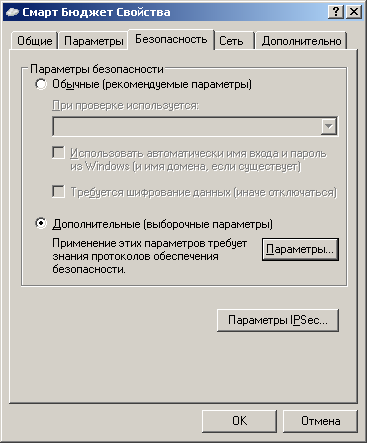 Смарт Бюджет Свойства
Общие Параметры Безопасность Сеть Дополнительно
Параметры безопасности
Обычные (рекомендуемые параметры)
При проверке используется:
Использовать автоматически имя входа и пароль
из Windows (и имя домена, если существует)
Требуется шифрование данных (иначе отключаться)
Дополнительные (выборочные параметры)
Применение этих параметров требует
знания протоколов обеспечения
безопасности.
Параметры...
Параметры IPSec...
OK Отмена